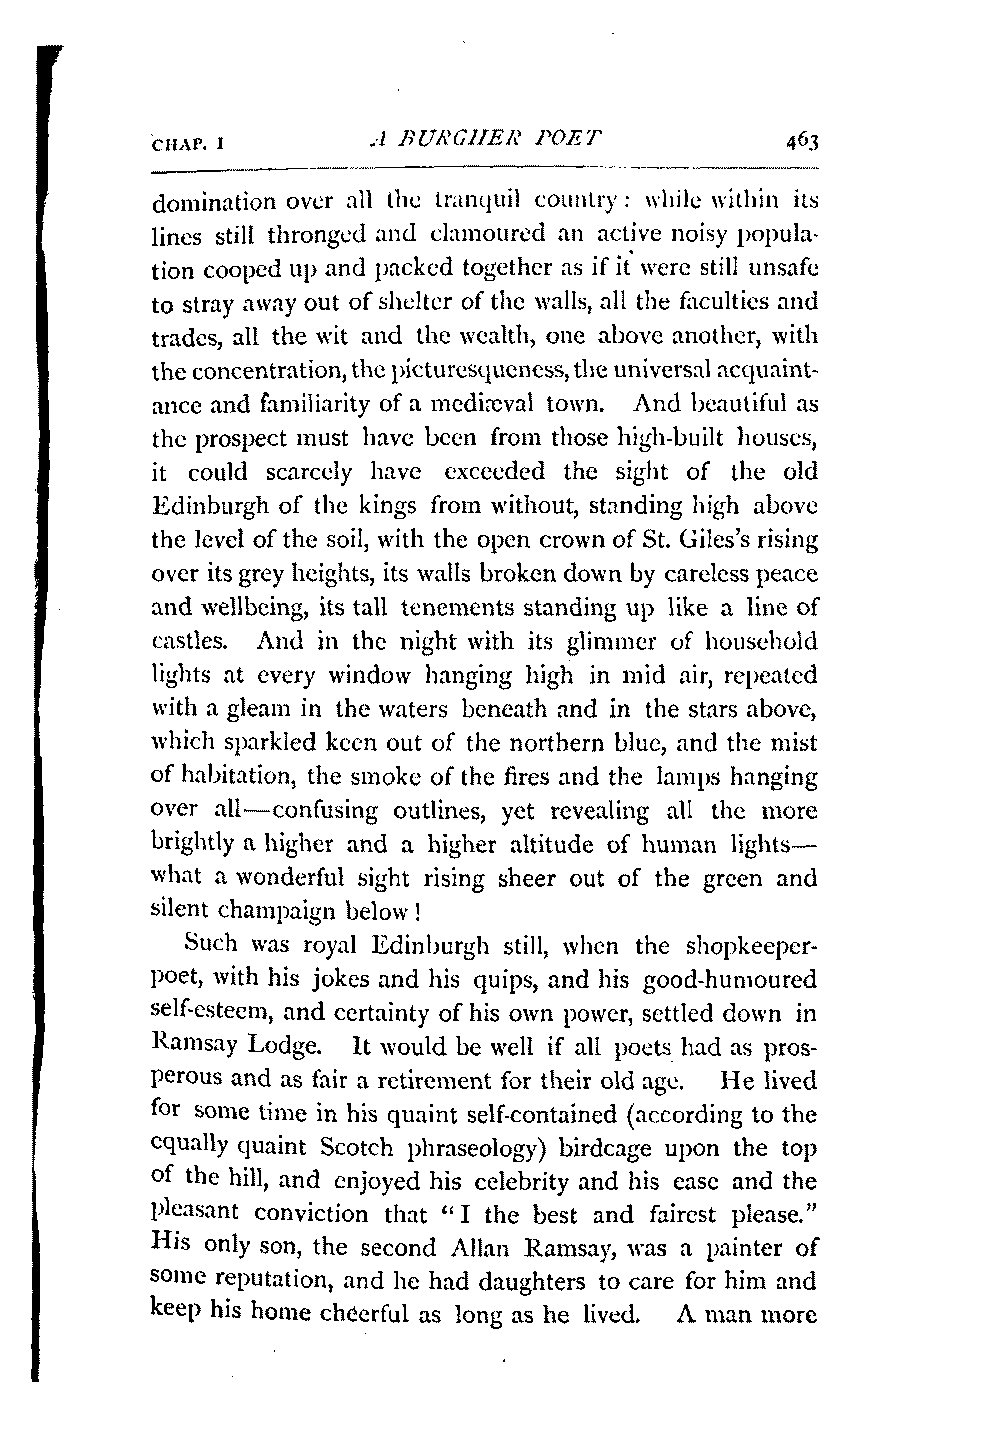 CHAP. I A BURGHER POET 463
domination over all the tranquil country: while within its
lines still thronged and clamoured an active noisy popula-
tion cooped up and packed together as if it were still unsafe
to stray away out of shelter of the walls, all the faculties and
trades, all the wit and the wealth, one above another, with
the concentration, the picturesqueness, the universal acquaint-
ance and familiarity of a mediæval town. And beautiful as
the prospect must have been from those high-built houses,
it could scarcely have exceeded the sight of the old
Edinburgh of the kings from without, standing high above
the level of the soil, with the open crown of St. Giles's rising
over its grey heights, its walls broken down by careless peace
and wellbeing, its tall tenements standing up like a line of
castles. And in the night with its glimmer of household
lights at every window hanging high in mid air, repeated
with a gleam in the waters beneath and in the stars above,
which sparkled keen out of the northern blue, and the mist
of habitation, the smoke of the fires and the lamps hanging
over all—confusing outlines, yet revealing all the more
brightly a higher and a higher altitude of human lights—
what a wonderful sight rising sheer out of the green and
silent champaign below!
Such was royal Edinburgh still, when the shopkeeper-
poet, with his jokes and his quips, and his good-humoured
self-esteem, and certainty of his own power, settled down in
Ramsay Lodge. It would be well if all poets had as pros-
perous and as fair a retirement for their old age. He lived
for some time in his quaint self-contained (according to the
equally quaint Scotch phraseology) birdcage upon the top
of the hill, and enjoyed his celebrity and his ease and the
pleasant conviction that "I the best and fairest please."
His only son, the second Allan Ramsay, was a painter of
some reputation, and he had daughters to care for him and
keep his home cheerful as long as he lived. A man more